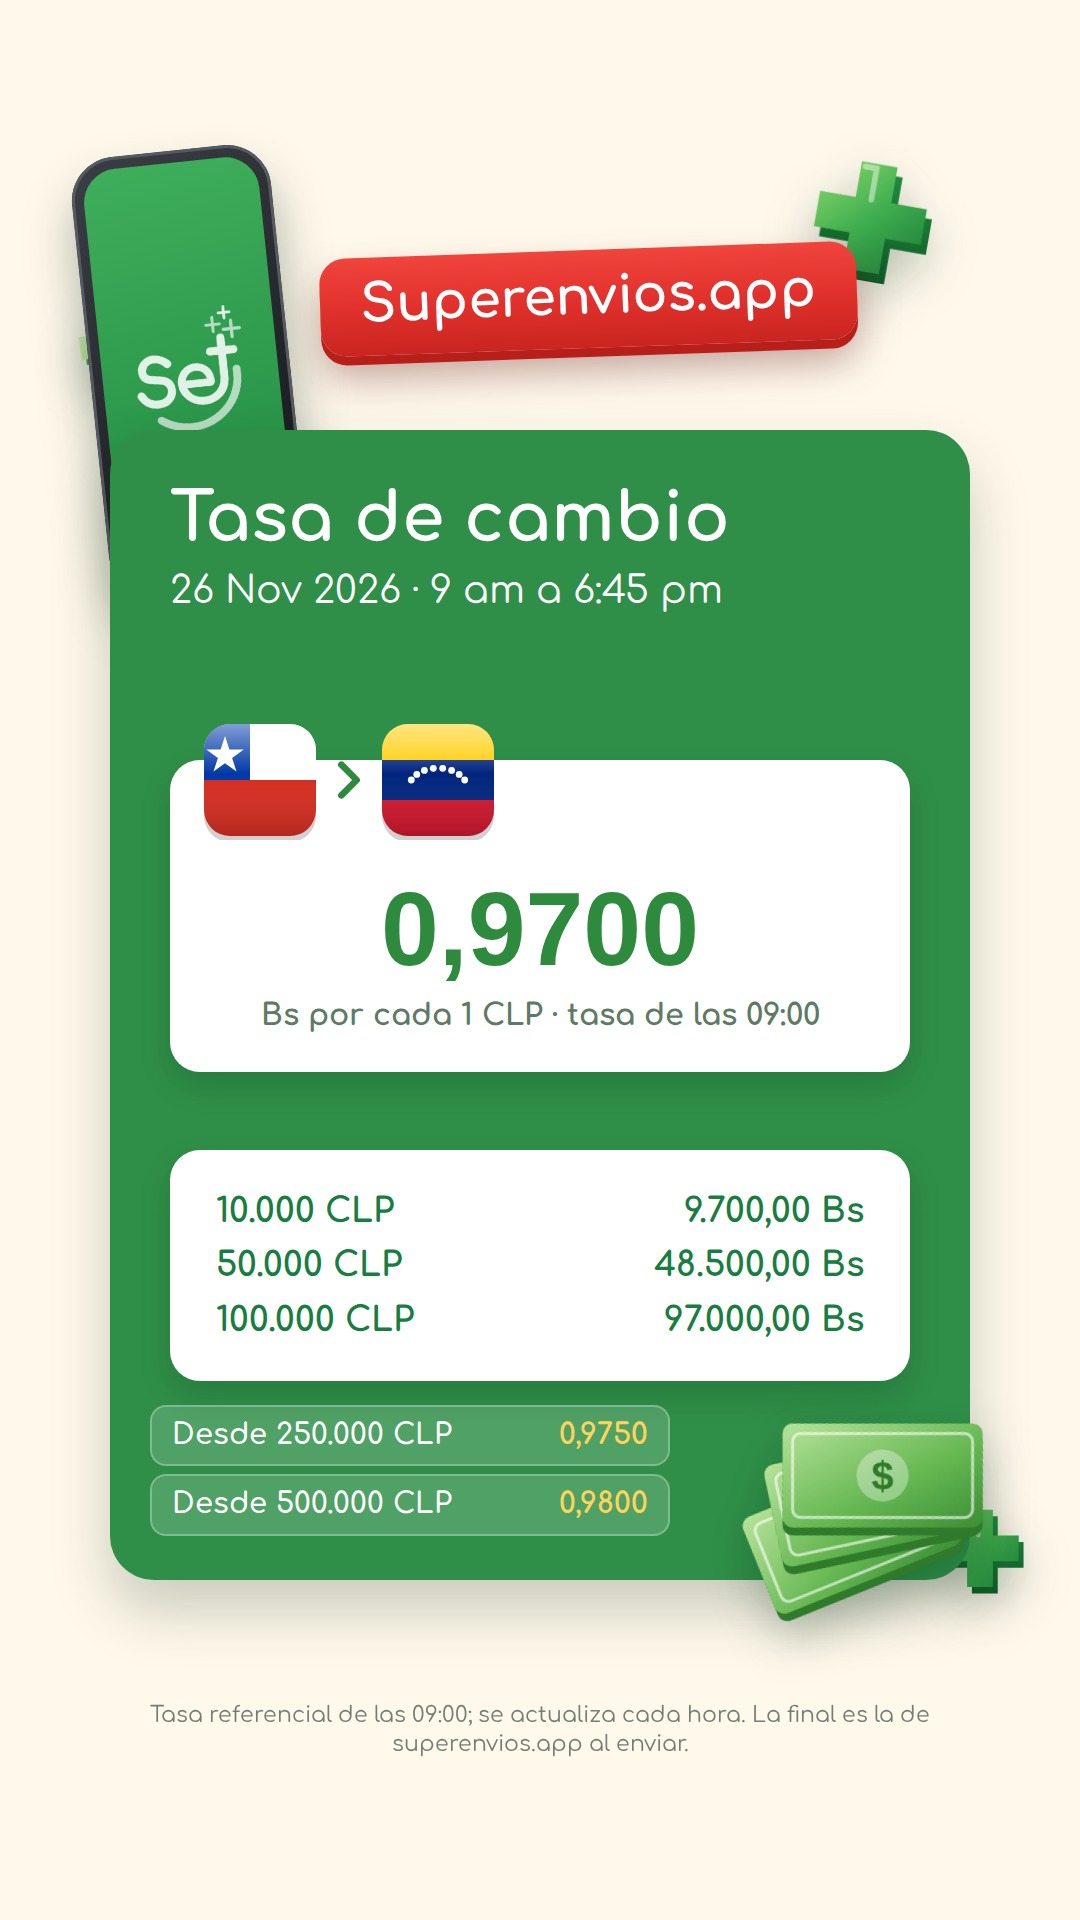 Set
Superenvios.app
Tasa de cambio
26 Nov 2026 · 9 am a 6:45 pm
0,9700
Bs por cada 1 CLP · tasa de las 09:00
10.000 CLP 9.700,00 Bs
50.000 CLP 48.500,00 Bs
100.000 CLP 97.000,00 Bs
Desde 250.000 CLP 0,9750
Desde 500.000 CLP 0,9800
$
Tasa referencial de las 09:00; se actualiza cada hora. La final es la de
superenvios.app al enviar.